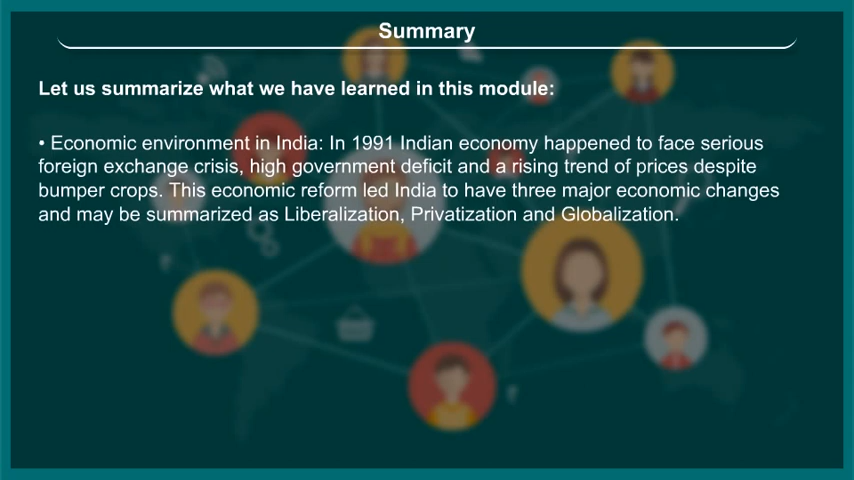 Summary
Let us summarize what we have learned in this module:
• Economic environment in India: In 1991 Indian economy happened to face serious
foreign exchange crisis, high government deficit and a rising trend of prices despite
bumper crops. This economic reform led India to have three major economic changes
and may be summarized as Liberalization, Privatization and Globalization.